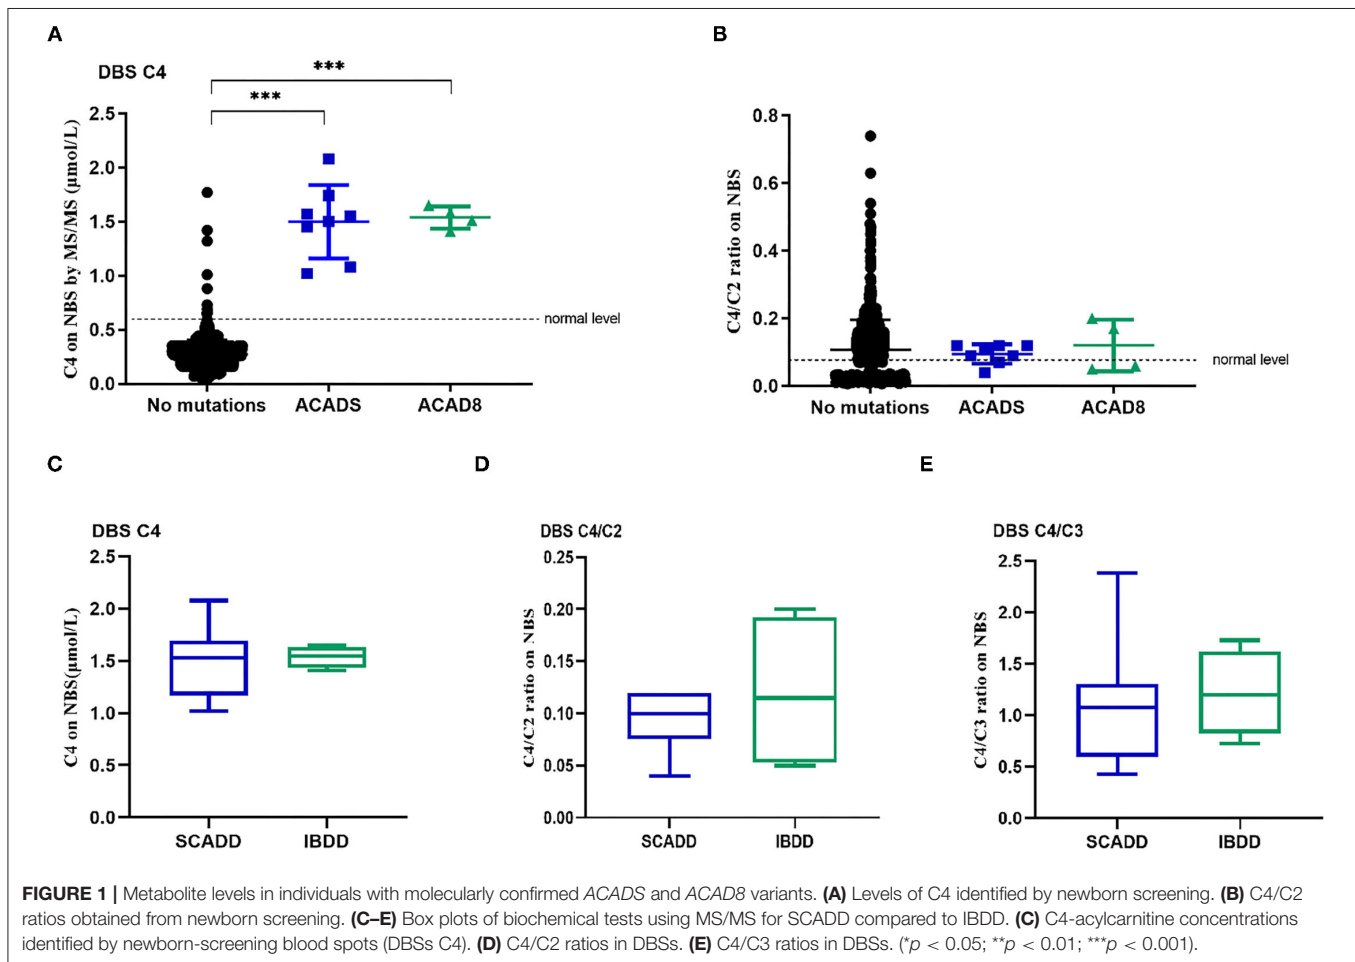 A
DBS C4
***
***
C4 on NBS by MS/MS (µmol/L)
2.5
2.0
1.5
1.0
0.5
0.0
normal level
No mutations ACADS ACAD8
B
C4/C2 ratio on NBS
0.8
0.6
0.4
0.2
0.0
normal level
No mutations ACADS ACAD8
C
DBS C4
C4 on NBS(µmol/L)
2.5
2.0
1.5
1.0
0.5
0.0
SCADD IBDD
D
DBS C4/C2
C4/C2 ratio on NBS
0.25
0.20
0.15
0.10
0.05
0.00
SCADD IBDD
E
DBS C4/C3
C4/C3 ratio on NBS
2.5
2.0
1.5
1.0
0.5
0.0
SCADD IBDD
FIGURE 1 | Metabolite levels in individuals with molecularly confirmed ACADS and ACAD8 variants. (A) Levels of C4 identified by newborn screening. (B) C4/C2
ratios obtained from newborn screening. (C–E) Box plots of biochemical tests using MS/MS for SCADD compared to IBDD. (C) C4-acylcarnitine concentrations
identified by newborn-screening blood spots (DBSs C4). (D) C4/C2 ratios in DBSs. (E) C4/C3 ratios in DBSs. (*p < 0.05; **p < 0.01; ***p < 0.001).